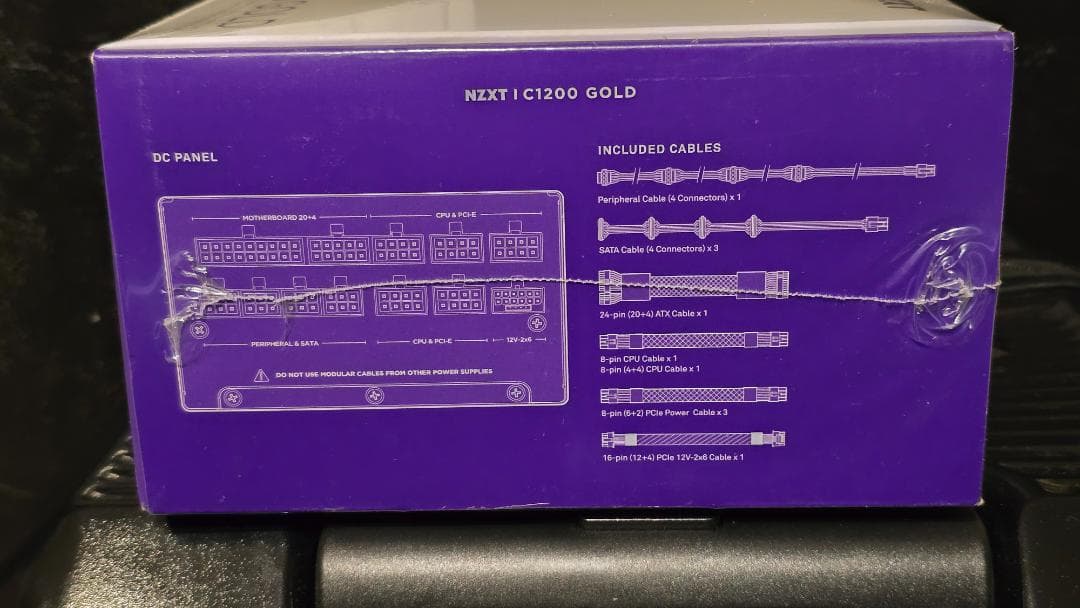 NZXT
NZXT | C1200 GOLD
DC PANEL
MOTHERBOARD 20+4
CPU & PCI-E
PERIPHERAL & SATA
CPU & PCI-E
12V-2x6
DO NOT USE MODULAR CABLES FROM OTHER POWER SUPPLIES
INCLUDED CABLES
Peripheral Cable (4 Connectors) x 1
SATA Cable (4 Connectors) x 3
24-pin (20+4) ATX Cable x 1
8-pin CPU Cable x 1
8-pin (4+4) CPU Cable x 1
8-pin (6+2) PCIe Power Cable x 3
16-pin (12+4) PCIe 12V-2x6 Cable x 1